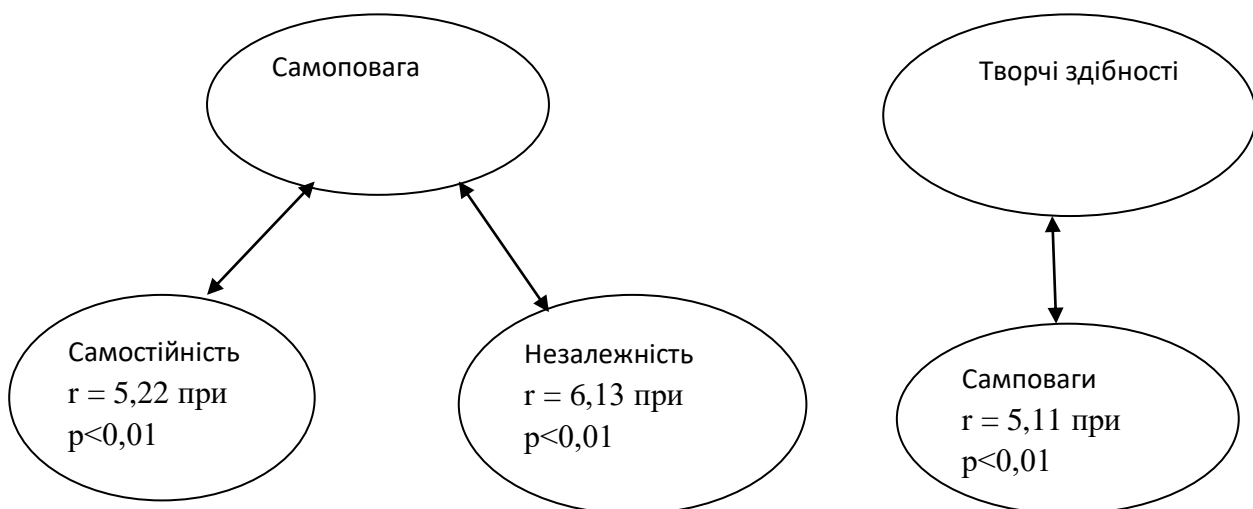 Самоповага
Творчі здібності
Самостійність
r = 5,22 при
p<0,01
Незалежність
r = 6,13 при
p<0,01
Самповаги
r = 5,11 при
p<0,01